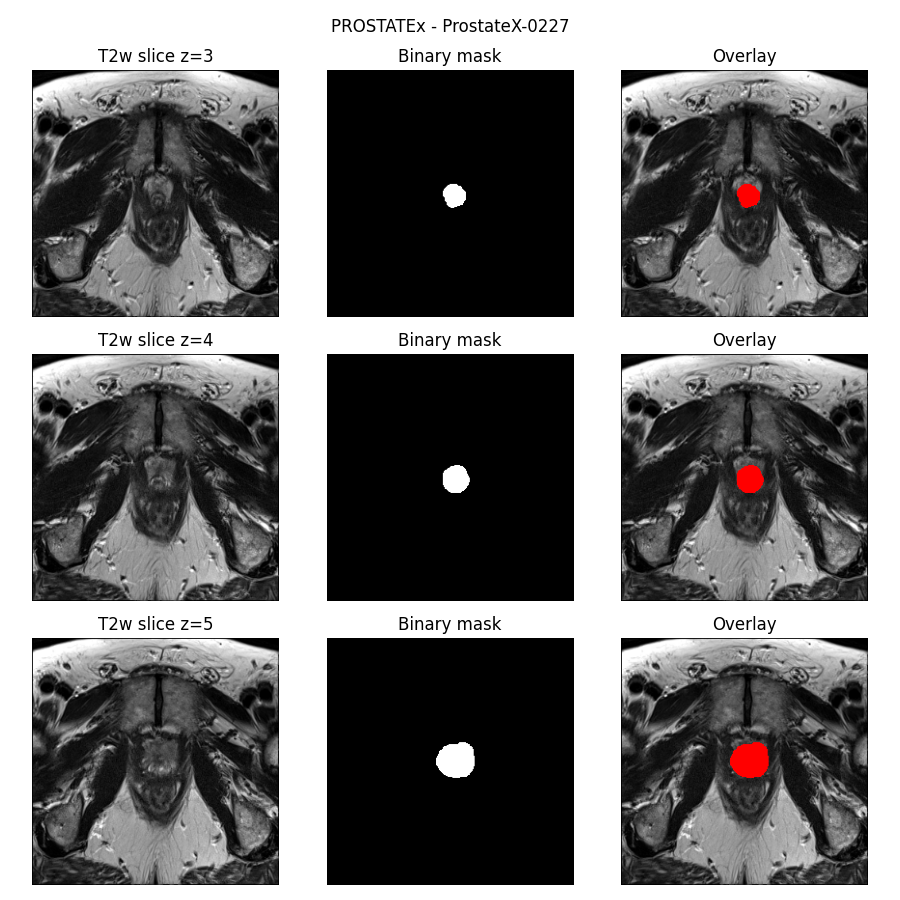 PROSTATEx - ProstateX-0227
T2w slice z=3 Binary mask Overlay
T2w slice z=4 Binary mask Overlay
T2w slice z=5 Binary mask Overlay